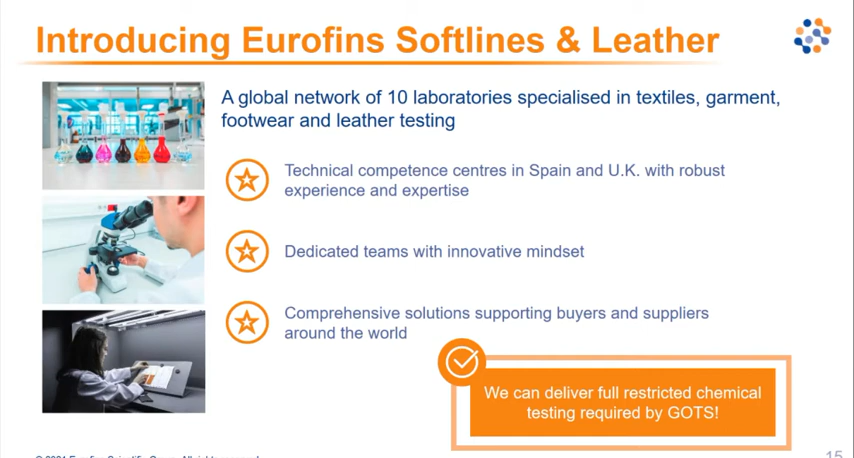 Introducing Eurofins Softlines & Leather
A global network of 10 laboratories specialised in textiles, garment,
footwear and leather testing
Technical competence centres in Spain and U.K. with robust
experience and expertise
Dedicated teams with innovative mindset
Comprehensive solutions supporting buyers and suppliers
around the world
We can deliver full restricted chemical
testing required by GOTS!
15